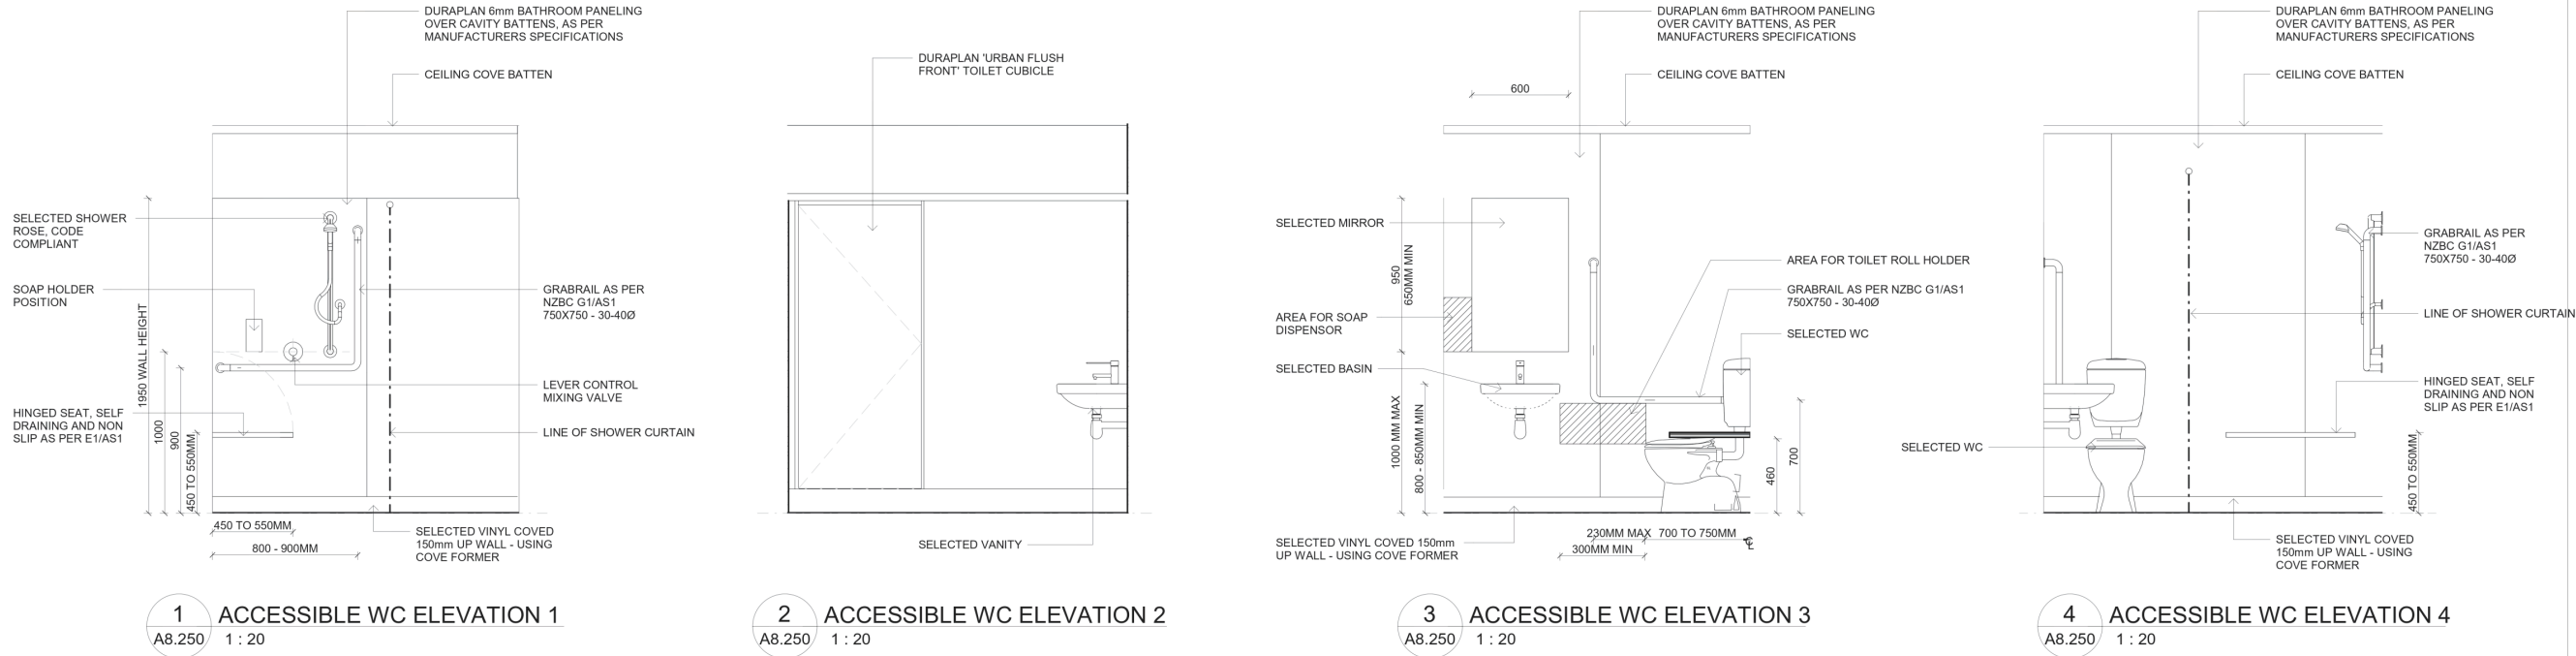 DURAPLAN 6mm BATHROOM PANELING
OVER CAVITY BATTENS, AS PER
MANUFACTURERS SPECIFICATIONS
CEILING COVE BATTEN
SELECTED SHOWER
ROSE, CODE
COMPLIANT
SOAP HOLDER
POSITION
1950 WALL HEIGHT
GRABRAIL AS PER
NZBC G1/AS1
750X750 - 30-40Ø
LEVER CONTROL
MIXING VALVE
HINGED SEAT, SELF
DRAINING AND NON
SLIP AS PER E1/AS1
1000
900
450 TO 550MM
LINE OF SHOWER CURTAIN
450 TO 550MM
800 - 900MM
SELECTED VINYL COVED
150mm UP WALL - USING
COVE FORMER
1
A8.250
ACCESSIBLE WC ELEVATION 1
1 : 20
DURAPLAN 'URBAN FLUSH
FRONT' TOILET CUBICLE
SELECTED VANITY
2
A8.250
ACCESSIBLE WC ELEVATION 2
1 : 20
DURAPLAN 6mm BATHROOM PANELING
OVER CAVITY BATTENS, AS PER
MANUFACTURERS SPECIFICATIONS
CEILING COVE BATTEN
600
SELECTED MIRROR
950
650MM MIN
AREA FOR TOILET ROLL HOLDER
GRABRAIL AS PER NZBC G1/AS1
750X750 - 30-40Ø
AREA FOR SOAP
DISPENSOR
SELECTED WC
SELECTED BASIN
1000 MM MAX
800 - 850MM MIN
460
700
230MM MAX
700 TO 750MM
300MM MIN
SELECTED VINYL COVED 150mm
UP WALL - USING COVE FORMER
3
A8.250
ACCESSIBLE WC ELEVATION 3
1 : 20
DURAPLAN 6mm BATHROOM PANELING
OVER CAVITY BATTENS, AS PER
MANUFACTURERS SPECIFICATIONS
CEILING COVE BATTEN
GRABRAIL AS PER
NZBC G1/AS1
750X750 - 30-40Ø
LINE OF SHOWER CURTAIN
HINGED SEAT, SELF
DRAINING AND NON
SLIP AS PER E1/AS1
SELECTED WC
450 TO 550MM
SELECTED VINYL COVED
150mm UP WALL - USING
COVE FORMER
4
A8.250
ACCESSIBLE WC ELEVATION 4
1 : 20